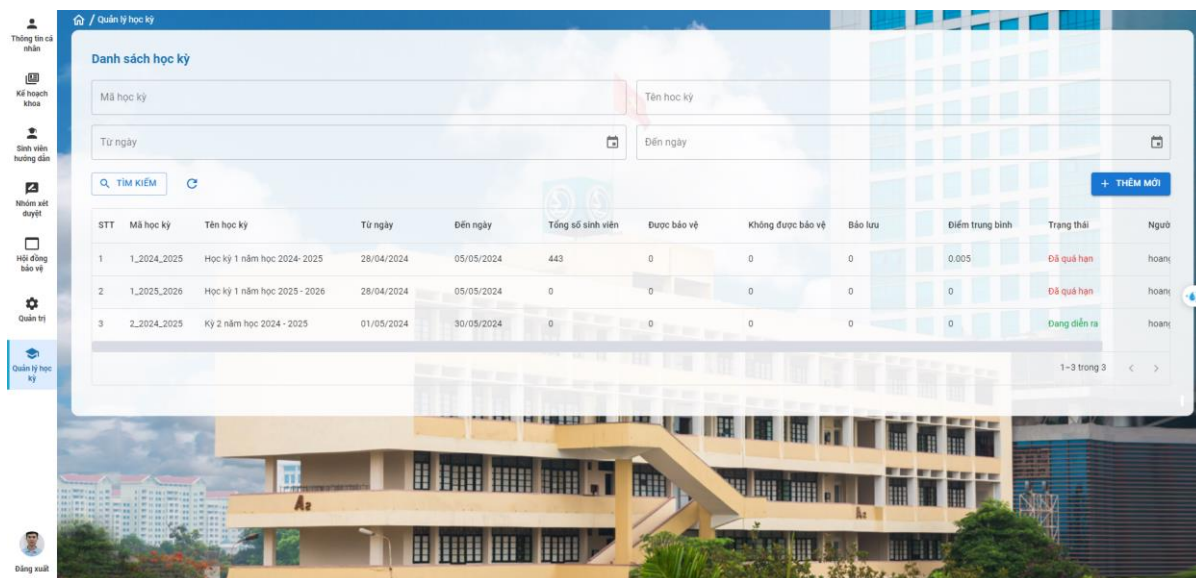 Thông tin cá
nhân
Kế hoạch
khoa
Sinh viên
hướng dẫn
Nhóm xét
duyệt
Hội đồng
bảo vệ
Quản trị
Quản lý học
kỳ
Đăng xuất
/ Quản lý học kỳ
Danh sách học kỳ
Mã học kỳ
Tên học kỳ
Từ ngày
Đến ngày
TÌM KIẾM
+ THÊM MỚI
STT Mã học kỳ Tên học kỳ Từ ngày Đến ngày Tổng số sinh viên Được bảo vệ Không được bảo vệ Bảo lưu Điểm trung bình Trạng thái Ngườ
1 1_2024_2025 Học kỳ 1 năm học 2024- 2025 28/04/2024 05/05/2024 443 0 0 0 0.005 Đã quá hạn hoang
2 1_2025_2026 Học kỳ 1 năm học 2025 - 2026 28/04/2024 05/05/2024 0 0 0 0 0 Đã quá hạn hoang
3 2_2024_2025 Kỳ 2 năm học 2024 - 2025 01/05/2024 30/05/2024 0 0 0 0 0 Đang diễn ra hoang
1–3 trong 3
A2